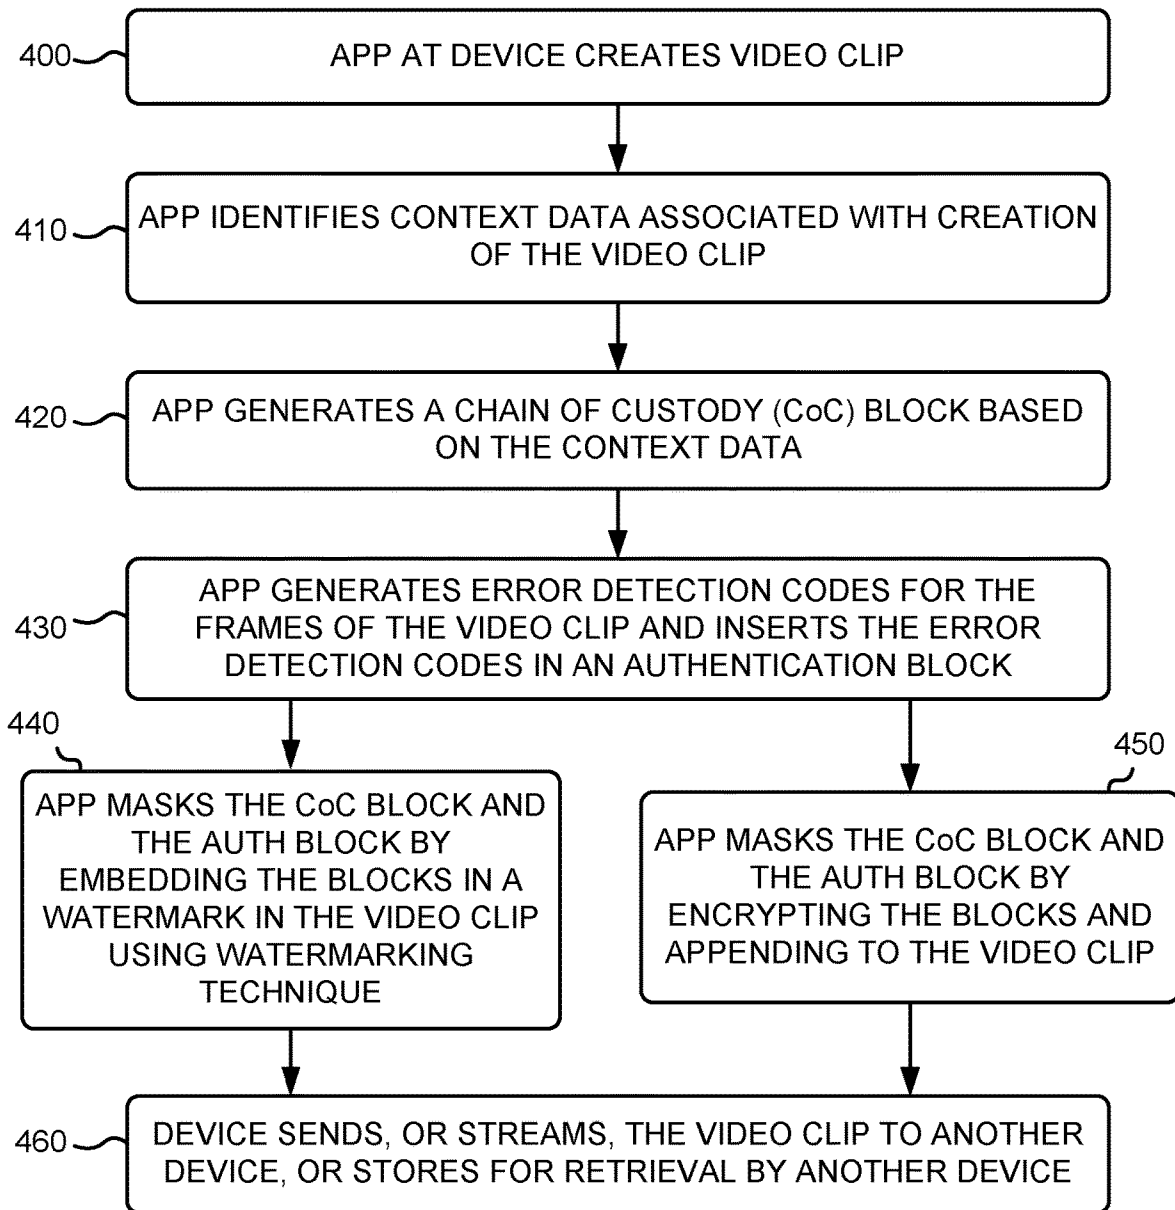 400
APP AT DEVICE CREATES VIDEO CLIP
410
APP IDENTIFIES CONTEXT DATA ASSOCIATED WITH CREATION
OF THE VIDEO CLIP
420
APP GENERATES A CHAIN OF CUSTODY (CoC) BLOCK BASED
ON THE CONTEXT DATA
430
APP GENERATES ERROR DETECTION CODES FOR THE
FRAMES OF THE VIDEO CLIP AND INSERTS THE ERROR
DETECTION CODES IN AN AUTHENTICATION BLOCK
440
APP MASKS THE CoC BLOCK AND
THE AUTH BLOCK BY
EMBEDDING THE BLOCKS IN A
WATERMARK IN THE VIDEO CLIP
USING WATERMARKING
TECHNIQUE
450
APP MASKS THE CoC BLOCK AND
THE AUTH BLOCK BY
ENCRYPTING THE BLOCKS AND
APPENDING TO THE VIDEO CLIP
460
DEVICE SENDS, OR STREAMS, THE VIDEO CLIP TO ANOTHER
DEVICE, OR STORES FOR RETRIEVAL BY ANOTHER DEVICE